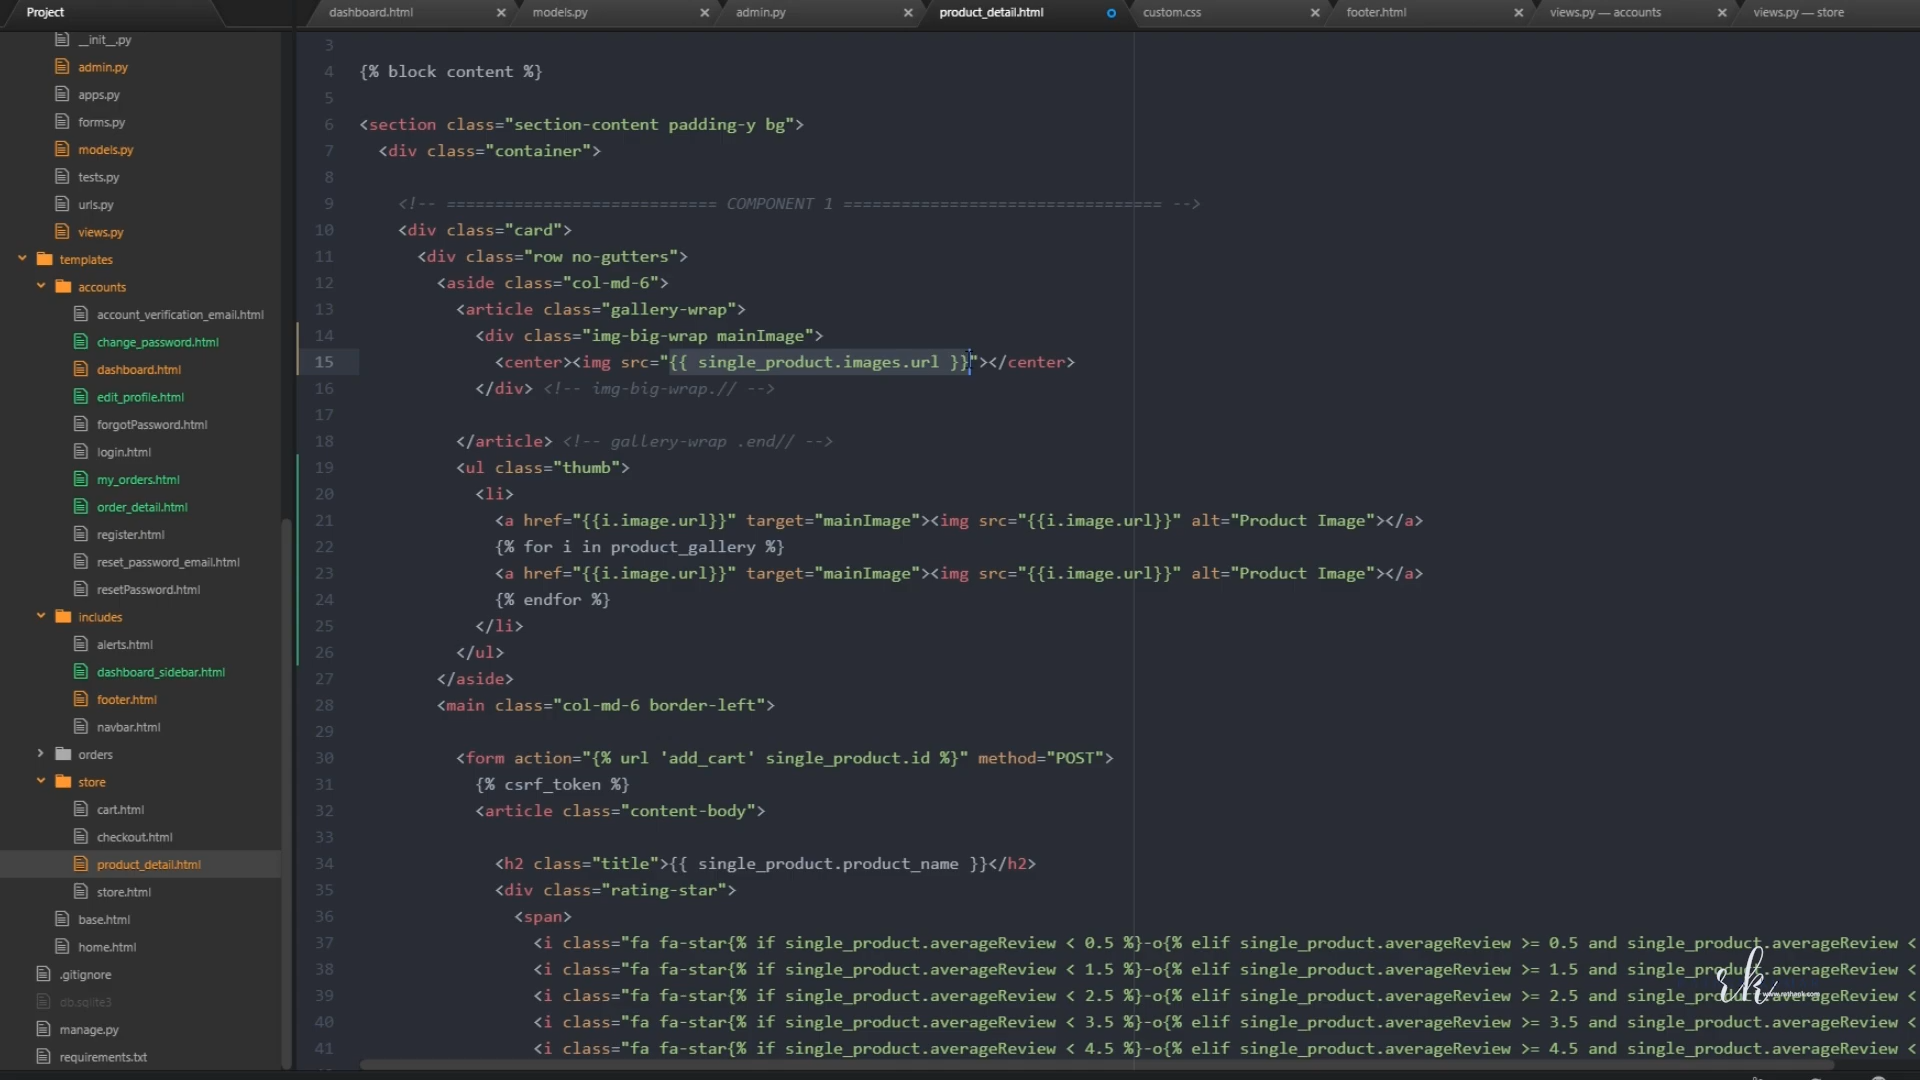 Project
dashboard.html
models.py
admin.py
product_detail.html
custom.css
footer.html
views.py — accounts
views.py — store
__init__.py
admin.py
apps.py
forms.py
models.py
tests.py
urls.py
views.py
templates
accounts
account_verification_email.html
change_password.html
dashboard.html
edit_profile.html
forgotPassword.html
login.html
my_orders.html
order_detail.html
register.html
reset_password_email.html
resetPassword.html
includes
alerts.html
dashboard_sidebar.html
footer.html
navbar.html
orders
store
cart.html
checkout.html
product_detail.html
store.html
base.html
home.html
.gitignore
db.sqlite3
manage.py
requirements.txt
3
4 {% block content %}
5
6 <section class="section-content padding-y bg">
7 <div class="container">
8
9 <!-- ============================ COMPONENT 1 ================================= -->
10 <div class="card">
11 <div class="row no-gutters">
12 <aside class="col-md-6">
13 <article class="gallery-wrap">
14 <div class="img-big-wrap mainImage">
15 <center><img src="{{ single_product.images.url }}"></center>
16 </div> <!-- img-big-wrap.// -->
17
18 </article> <!-- gallery-wrap .end// -->
19 <ul class="thumb">
20 <li>
21 <a href="{{i.image.url}}" target="mainImage"><img src="{{i.image.url}}" alt="Product Image"></a>
22 {% for i in product_gallery %}
23 <a href="{{i.image.url}}" target="mainImage"><img src="{{i.image.url}}" alt="Product Image"></a>
24 {% endfor %}
25 </li>
26 </ul>
27 </aside>
28 <main class="col-md-6 border-left">
29
30 <form action="{% url 'add_cart' single_product.id %}" method="POST">
31 {% csrf_token %}
32 <article class="content-body">
33
34 <h2 class="title">{{ single_product.product_name }}</h2>
35 <div class="rating-star">
36 <span>
37 <i class="fa fa-star{% if single_product.averageReview < 0.5 %}-o{% elif single_product.averageReview >= 0.5 and single_product.averageReview <
38 <i class="fa fa-star{% if single_product.averageReview < 1.5 %}-o{% elif single_product.averageReview >= 1.5 and single_product.averageReview <
39 <i class="fa fa-star{% if single_product.averageReview < 2.5 %}-o{% elif single_product.averageReview >= 2.5 and single_product.averageReview <
40 <i class="fa fa-star{% if single_product.averageReview < 3.5 %}-o{% elif single_product.averageReview >= 3.5 and single_product.averageReview <
41 <i class="fa fa-star{% if single_product.averageReview < 4.5 %}-o{% elif single_product.averageReview >= 4.5 and single_product.averageReview <
rk